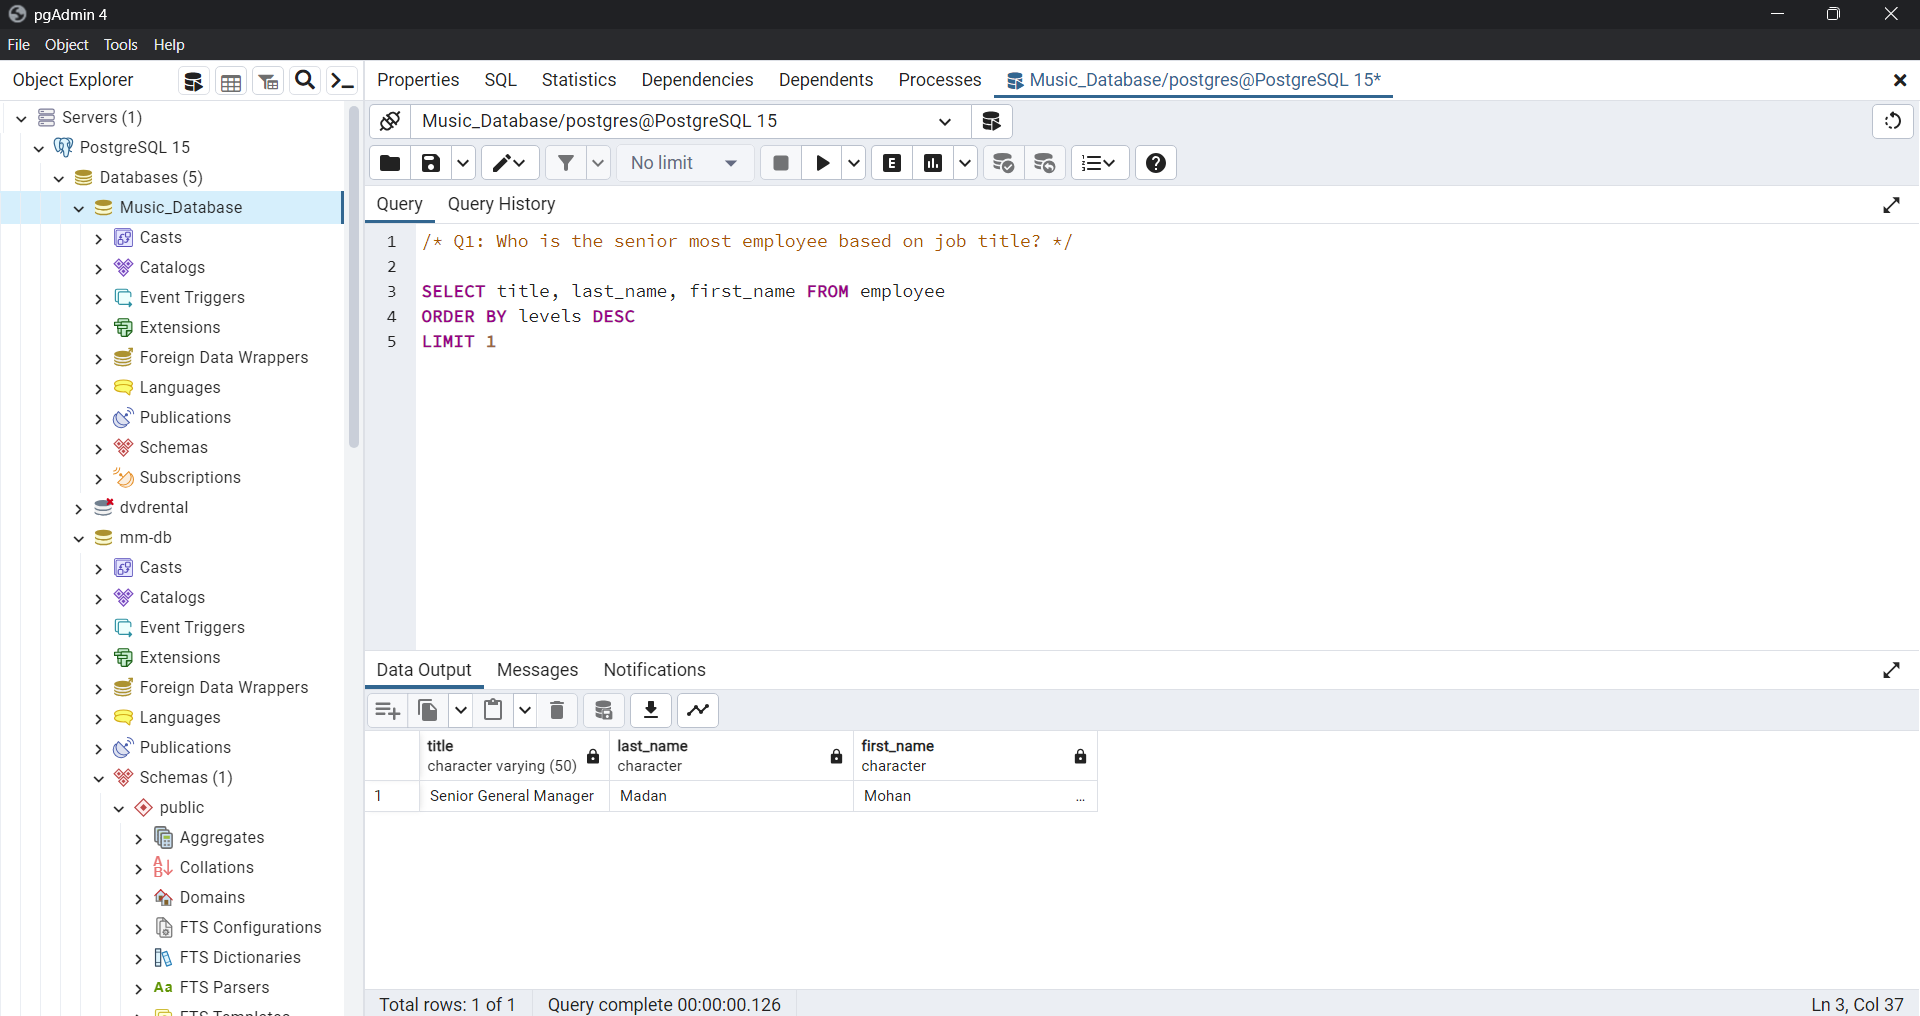 pgAdmin 4
File Object Tools Help
Object Explorer
Properties SQL Statistics Dependencies Dependents Processes Music_Database/postgres@PostgreSQL 15*
Servers (1)
PostgreSQL 15
Databases (5)
Music_Database
Casts
Catalogs
Event Triggers
Extensions
Foreign Data Wrappers
Languages
Publications
Schemas
Subscriptions
dvdrental
mm-db
Casts
Catalogs
Event Triggers
Extensions
Foreign Data Wrappers
Languages
Publications
Schemas (1)
public
Aggregates
Collations
Domains
FTS Configurations
FTS Dictionaries
Aa FTS Parsers
Music_Database/postgres@PostgreSQL 15
No limit
E
Query Query History
1 /* Q1: Who is the senior most employee based on job title? */
2
3 SELECT title, last_name, first_name FROM employee
4 ORDER BY levels DESC
5 LIMIT 1
Data Output Messages Notifications
title last_name first_name
character varying (50) character character
1 Senior General Manager Madan Mohan ...
Total rows: 1 of 1 Query complete 00:00:00.126 Ln 3, Col 37